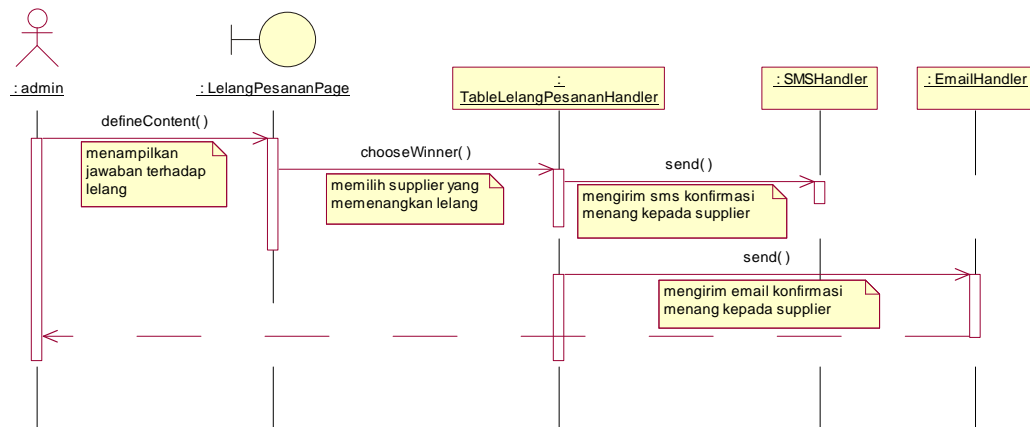 : admin
: LelangPesananPage
:
TableLelangPesananHandler
: SMSHandler
: EmailHandler
defineContent( )
menampilkan
jawaban terhadap
lelang
chooseWinner( )
memilih supplier yang
memenangkan lelang
send( )
mengirim sms konfirmasi
menang kepada supplier
send( )
mengirim email konfirmasi
menang kepada supplier